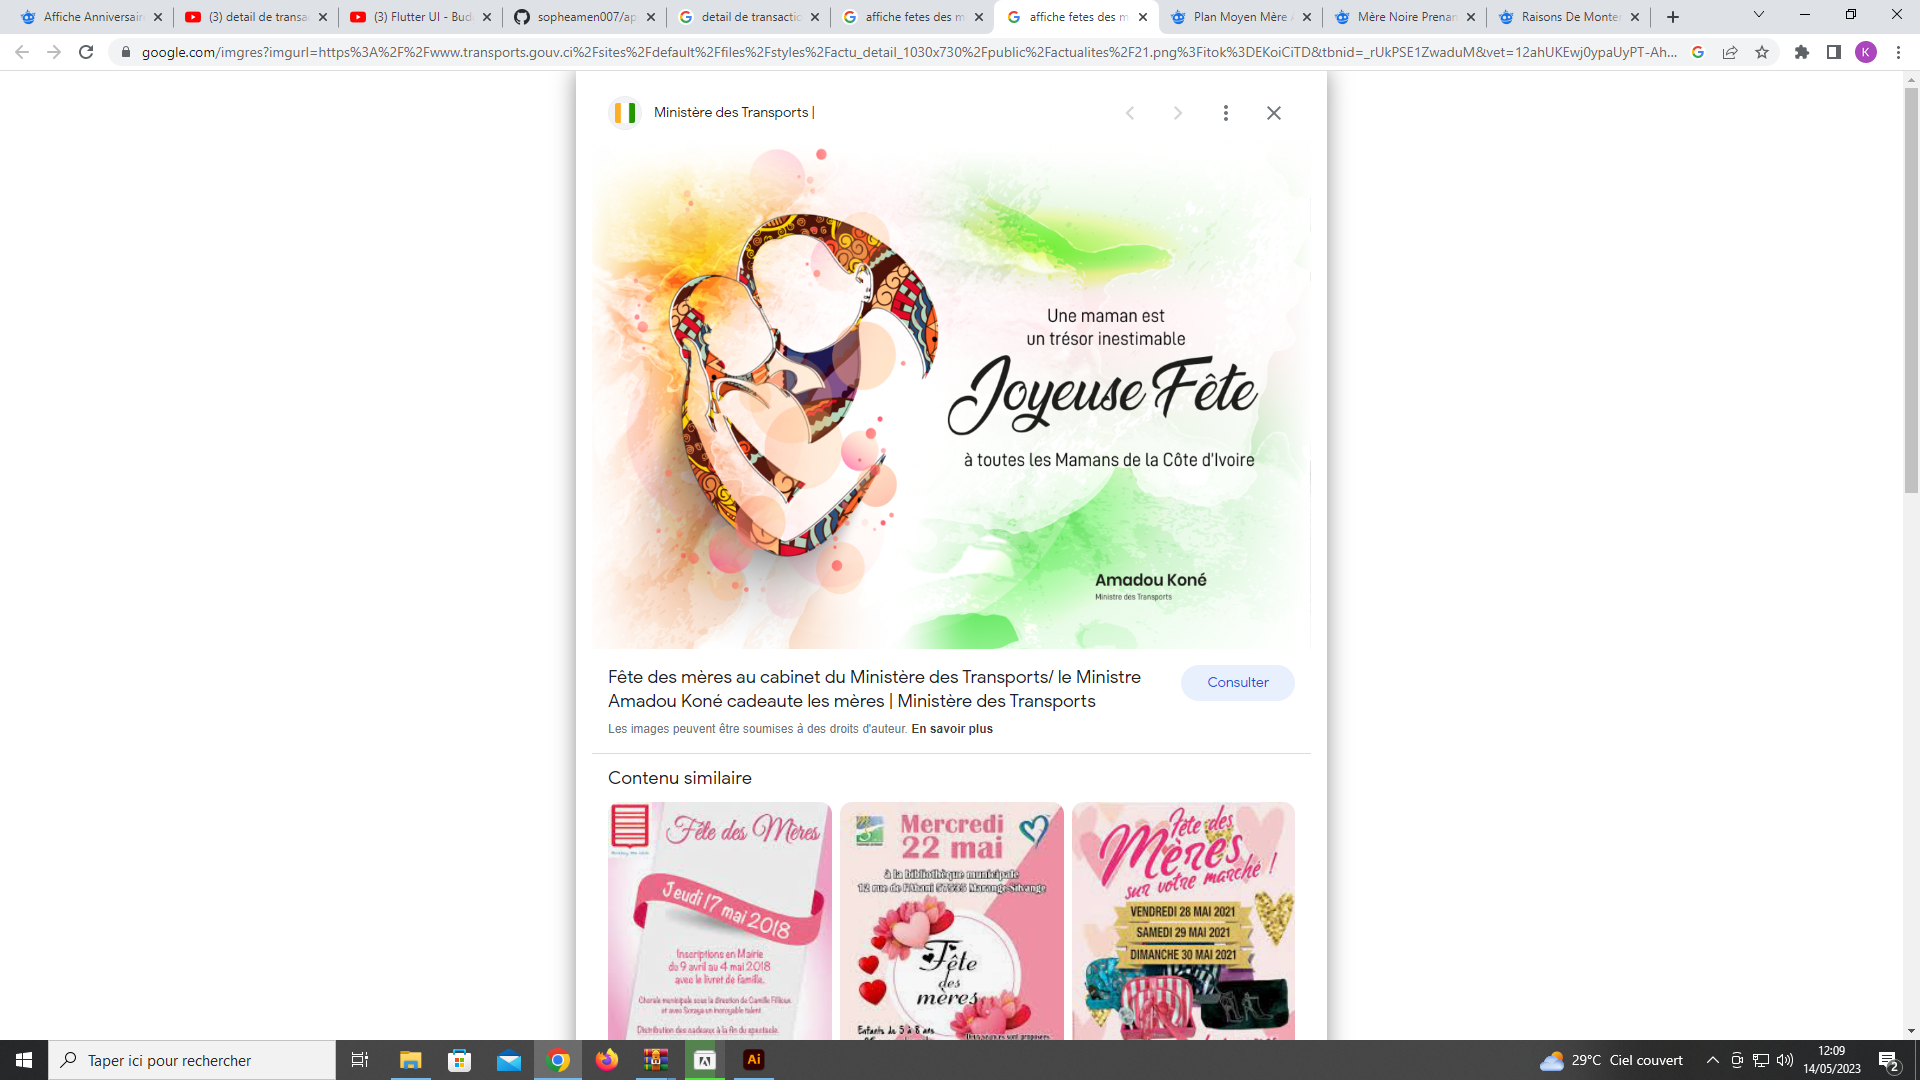 Affiche Anniversai
(3) detail de transa
(3) Flutter UI - Bud
sopheamen007/ap
detail de transactio
affiche fetes des m
affiche fetes des m
Plan Moyen Mère
Mère Noire Prenan
Raisons De Monter
google.com/imgres?imgurl=https%3A%2F%2Fwww.transports.gouv.ci%2Fsites%2Fdefault%2Ffiles%2Fstyles%2Factu_detail_1030x730%2Fpublic%2Factualites%2F21.png%3Fitok%3DEKoiCiTD&tbnid=_rUkPSE1ZwaduM&vet=12ahUKEwj0ypaUyPT-Ah...
K
Ministère des Transports |
Une maman est
un trésor inestimable
Joyeuse Fête
à toutes les Mamans de la Côte d'Ivoire
Amadou Koné
Ministre des Transports
Fête des mères au cabinet du Ministère des Transports/ le Ministre
Amadou Koné cadeaute les mères | Ministère des Transports
Consulter
Les images peuvent être soumises à des droits d'auteur. En savoir plus
Contenu similaire
Fête des Mères
Jeudi 17 mai 2018
Inscriptions en Mairie
du 9 avril au 4 mai 2018
avec le livret de famille.
Chorale municipale sous la direction de Camille Filleux
et avec Soraya un incroyable talent
Distribution des cadeaux à la fin du spectacle.
Mercredi
22 mai
à la bibliothèque municipale
12 rue de l'Abani 57535 Marange-Silvange
Fête
des
mères
Enfants de 5 à 8 ans
Fête des
Mères
sur votre marché !
VENDREDI 28 MAI 2021
SAMEDI 29 MAI 2021
DIMANCHE 30 MAI 2021
Taper ici pour rechercher
Ai
29°C Ciel couvert
12:09
14/05/2023
2